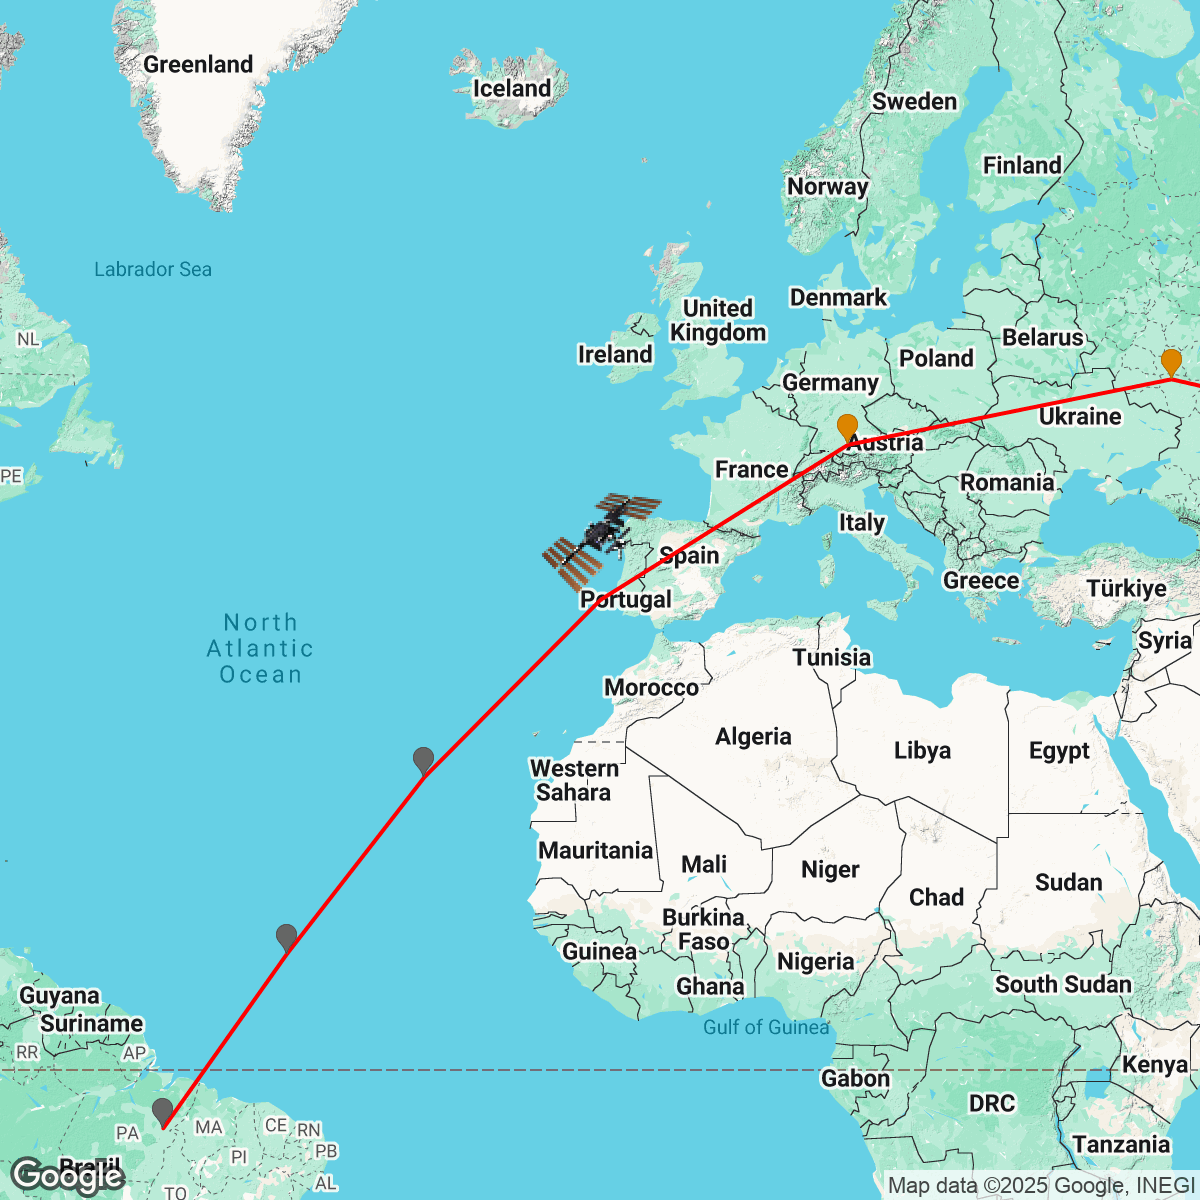 Greenland
Iceland
Sweden
Finland
Norway
Labrador Sea
Denmark
United
Kingdom
NL
Belarus
Ireland
Poland
Germany
Ukraine
Austria
France
PE
Romania
Italy
Spain
Greece
Türkiye
Portugal
North
Atlantic
Ocean
Syria
Tunisia
Morocco
Algeria
Libya
Egypt
Western
Sahara
Mauritania
Mali
Niger
Sudan
Chad
Burkina
Faso
Guinea
Nigeria
Ghana
South Sudan
Guyana
Suriname
Gulf of Guinea
RR
AP
Kenya
Gabon
DRC
PA
MA
CE
RN
PB
PI
Tanzania
Brazil
Google
TO
AL
Map data ©2025 Google, INEGI